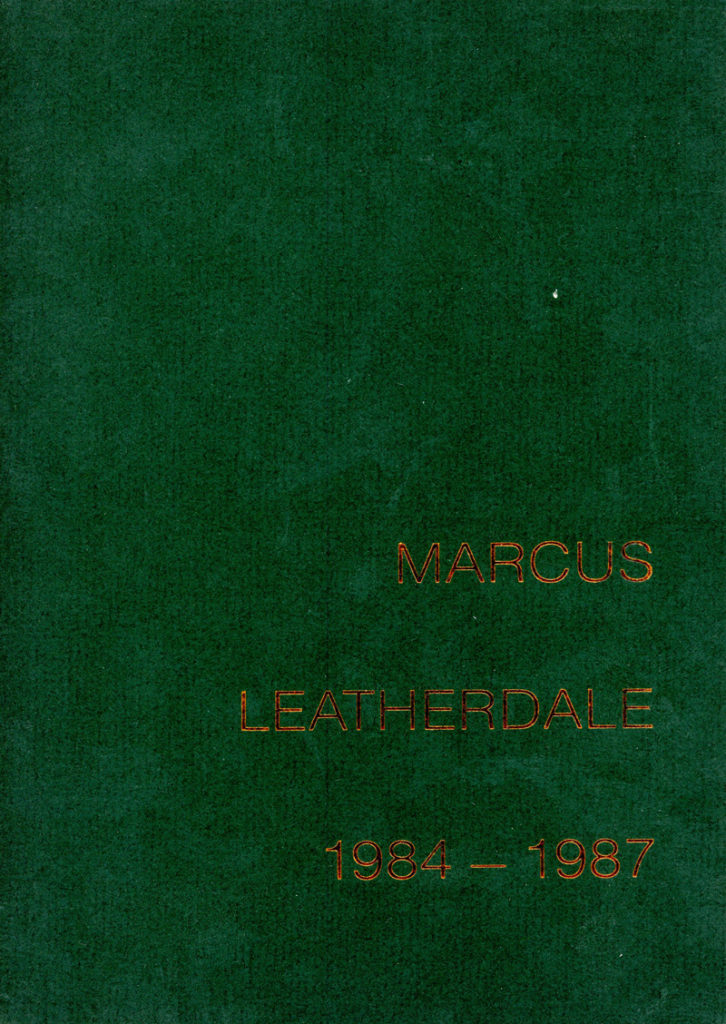 MARCUS
LEATHERDALE
1984 – 1987